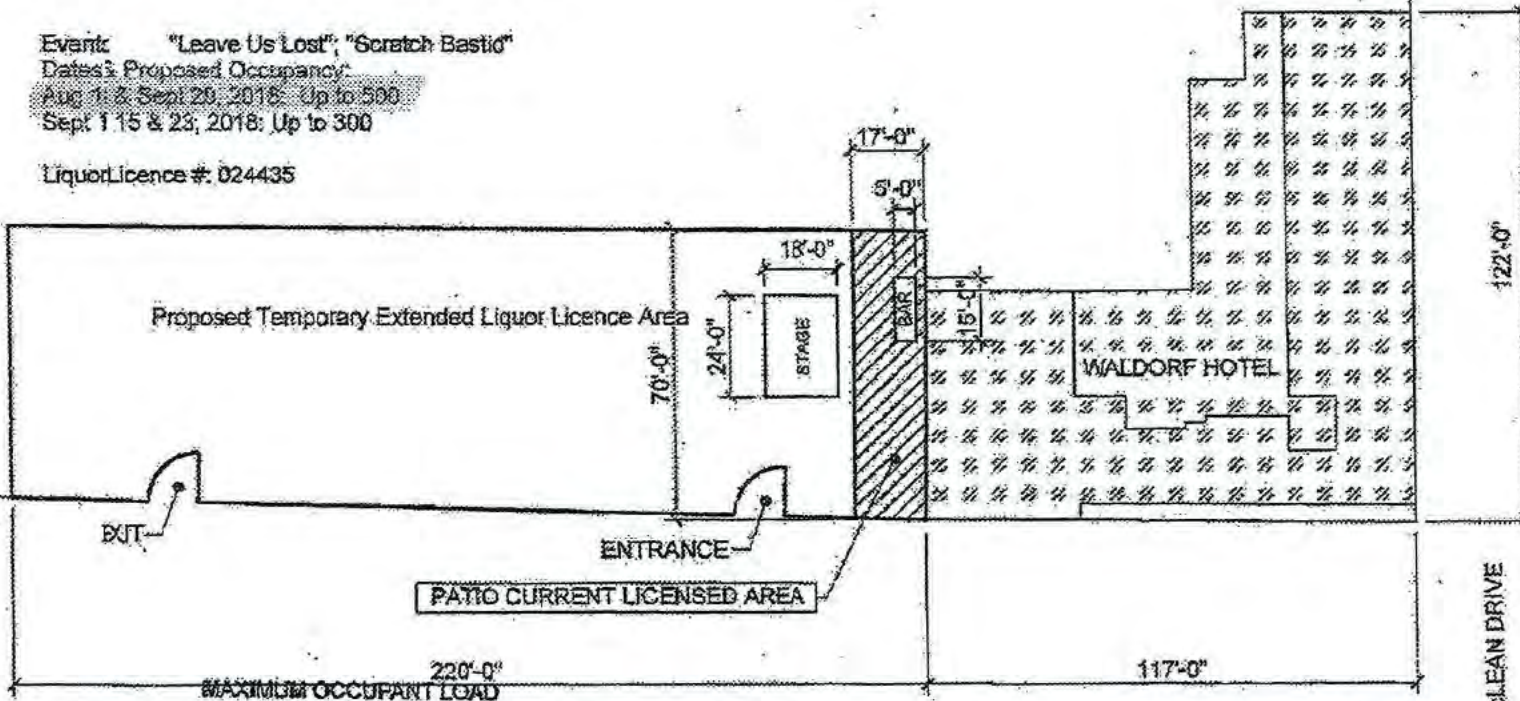 Event: "Leave Us Lost"; "Scratch Bastid"
Dates & Proposed Occupancy:
Aug 1 & Sept 20, 2018: Up to 500
Sept 1 15 & 23, 2018: Up to 300
Liquor Licence #: 024435
17'-0"
5'-0"
18'-0"
Proposed Temporary Extended Liquor Licence Area
70'-0"
24'-0"
STAGE
BAR
15'-0"
WALDORF HOTEL
122'-0"
EXIT
ENTRANCE
PATIO CURRENT LICENSED AREA
220'-0"
117'-0"
MAXIMUM OCCUPANT LOAD
CLEAN DRIVE